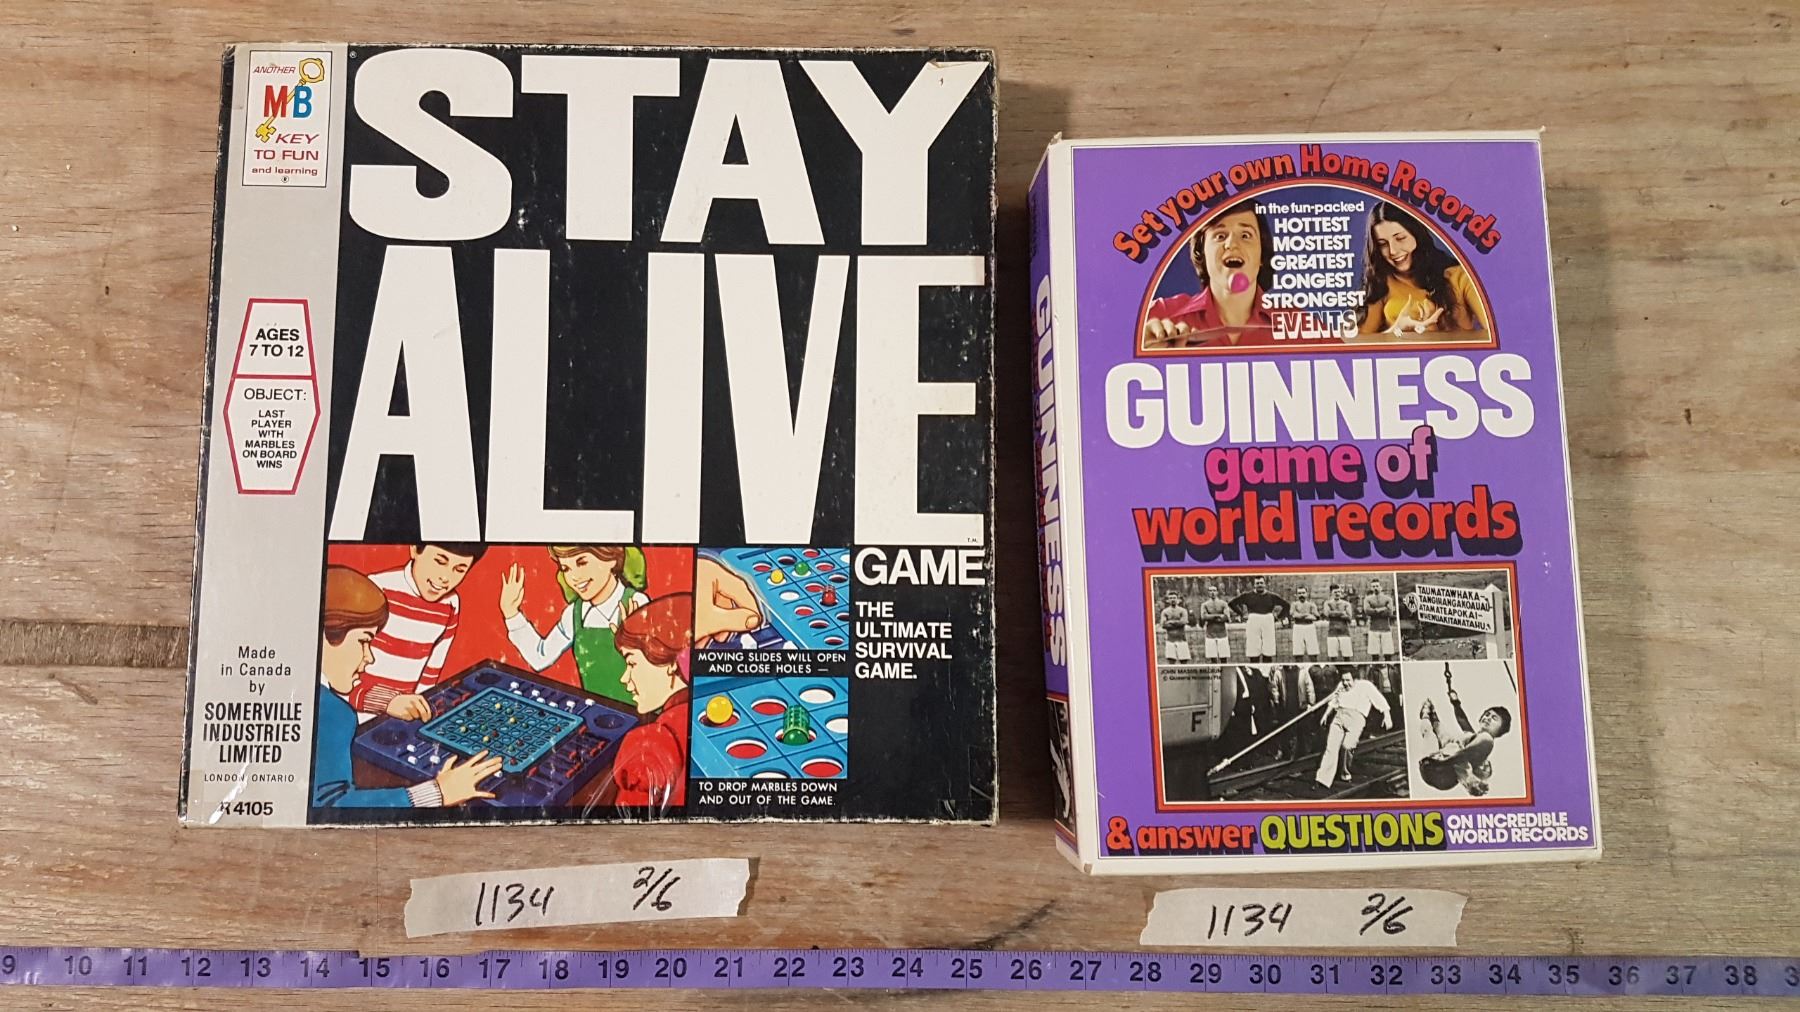 ANOTHER
MB
KEY
TO FUN
and learning
®
STAY
ALIVE
T.M.
GAME
THE
ULTIMATE
SURVIVAL
GAME.
AGES
7 TO 12
OBJECT:
LAST
PLAYER
WITH
MARBLES
ON BOARD
WINS
MOVING SLIDES WILL OPEN
AND CLOSE HOLES —
TO DROP MARBLES DOWN
AND OUT OF THE GAME.
Made
in Canada
by
SOMERVILLE
INDUSTRIES
LIMITED
LONDON, ONTARIO
R 4105
GUINNESS
Set your own Home Records
in the fun-packed
HOTTEST
MOSTEST
GREATEST
LONGEST
STRONGEST
EVENTS
GUINNESS
game of
world records
TAUMATAWHAKA-
TANGIHANGAKOAUAU-
ATAMATEAPOKAI-
WHENUAKITANATAHU.
F
& answer QUESTIONS ON INCREDIBLE
WORLD RECORDS
1134 2/6
1134 2/6
9 10 11 12 13 14 15 16 17 18 19 20 21 22 23 24 25 26 27 28 29 30 31 32 33 34 35 36 37 38 3